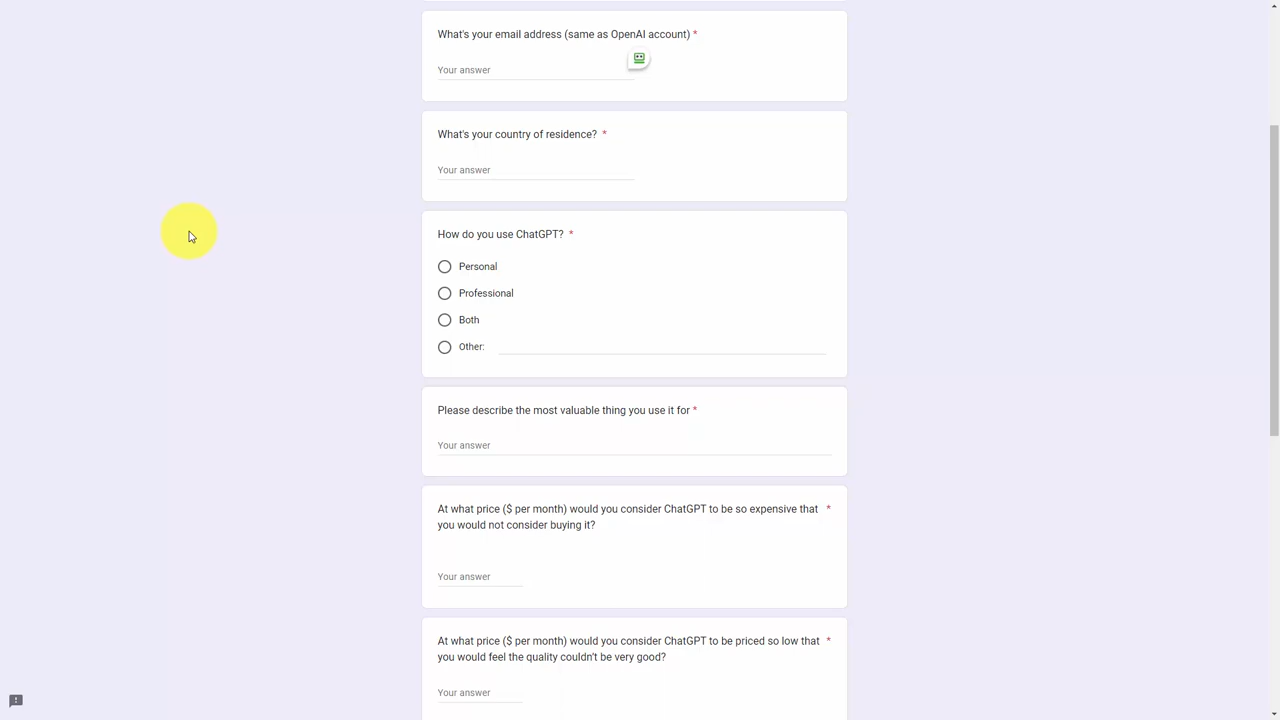 What's your email address (same as OpenAI account) *
Your answer
What's your country of residence? *
Your answer
How do you use ChatGPT? *
Personal
Professional
Both
Other:
Please describe the most valuable thing you use it for *
Your answer
At what price ($ per month) would you consider ChatGPT to be so expensive that *
you would not consider buying it?
Your answer
At what price ($ per month) would you consider ChatGPT to be priced so low that *
you would feel the quality couldn't be very good?
Your answer